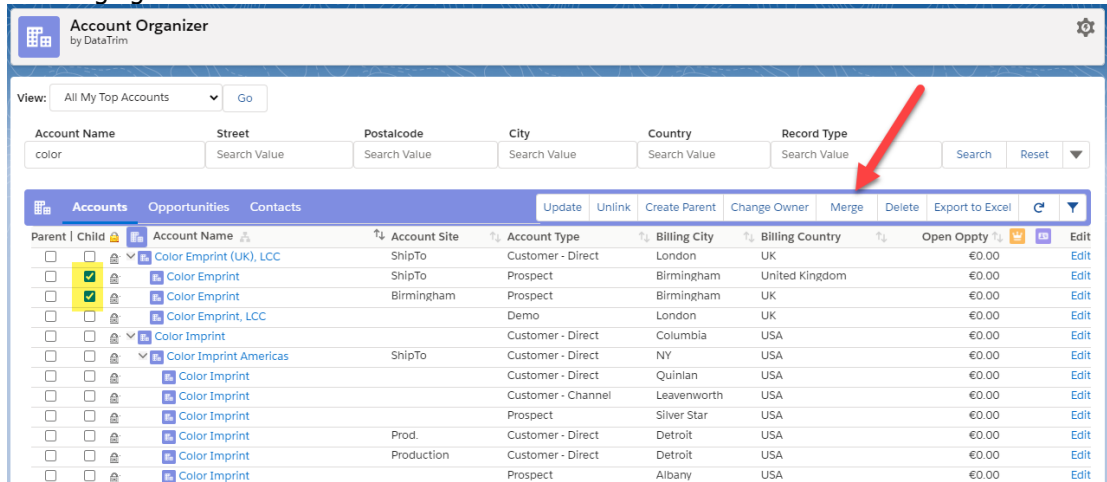 Account Organizer
by DataTrim
View: All My Top Accounts Go
Account Name Street Postalcode City Country Record Type
color Search Value Search Value Search Value Search Value Search Value Search Reset
Accounts Opportunities Contacts Update Unlink Create Parent Change Owner Merge Delete Export to Excel
Parent | Child Account Name Account Site Account Type Billing City Billing Country Open Oppty Edit
Color Emprint (UK), LCC ShipTo Customer - Direct London UK €0.00 Edit
Color Emprint ShipTo Prospect Birmingham United Kingdom €0.00 Edit
Color Emprint Birmingham Prospect Birmingham UK €0.00 Edit
Color Emprint, LCC Demo London UK €0.00 Edit
Color Imprint Customer - Direct Columbia USA €0.00 Edit
Color Imprint Americas ShipTo Customer - Direct NY USA €0.00 Edit
Color Imprint Customer - Direct Quinlan USA €0.00 Edit
Color Imprint Customer - Channel Leavenworth USA €0.00 Edit
Color Imprint Prospect Silver Star USA €0.00 Edit
Color Imprint Prod. Customer - Direct Detroit USA €0.00 Edit
Color Imprint Production Customer - Direct Detroit USA €0.00 Edit
Color Imprint Prospect Albany USA €0.00 Edit